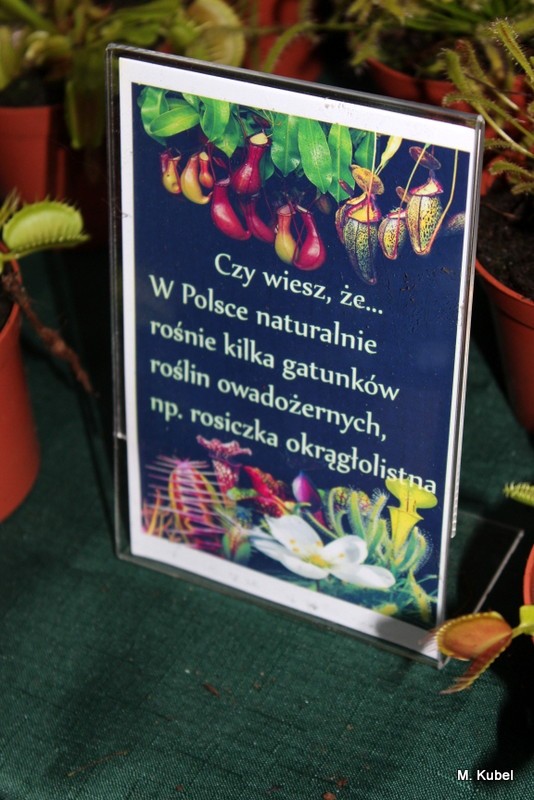 Czy wiesz, że...
W Polsce naturalnie
rośnie kilka gatunków
roślin owadożernych,
np. rosiczka okrągłolistna
M. Kubel